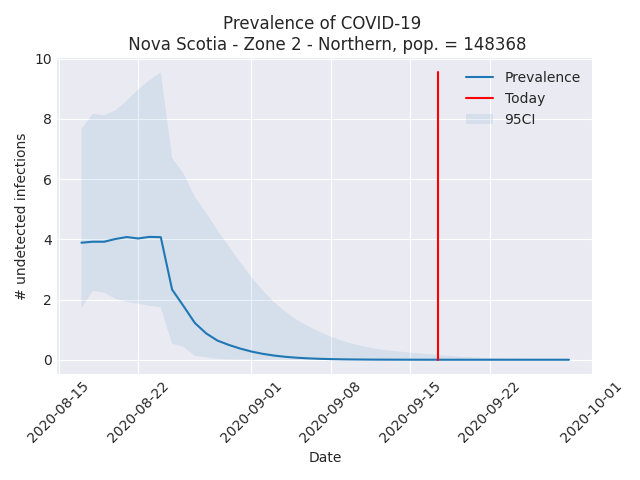 Prevalence of COVID-19
Nova Scotia - Zone 2 - Northern, pop. = 148368
10
8
6
4
2
0
# undetected infections
Prevalence
Today
95CI
2020-08-15
2020-08-22
2020-09-01
2020-09-08
2020-09-15
2020-09-22
2020-10-01
Date